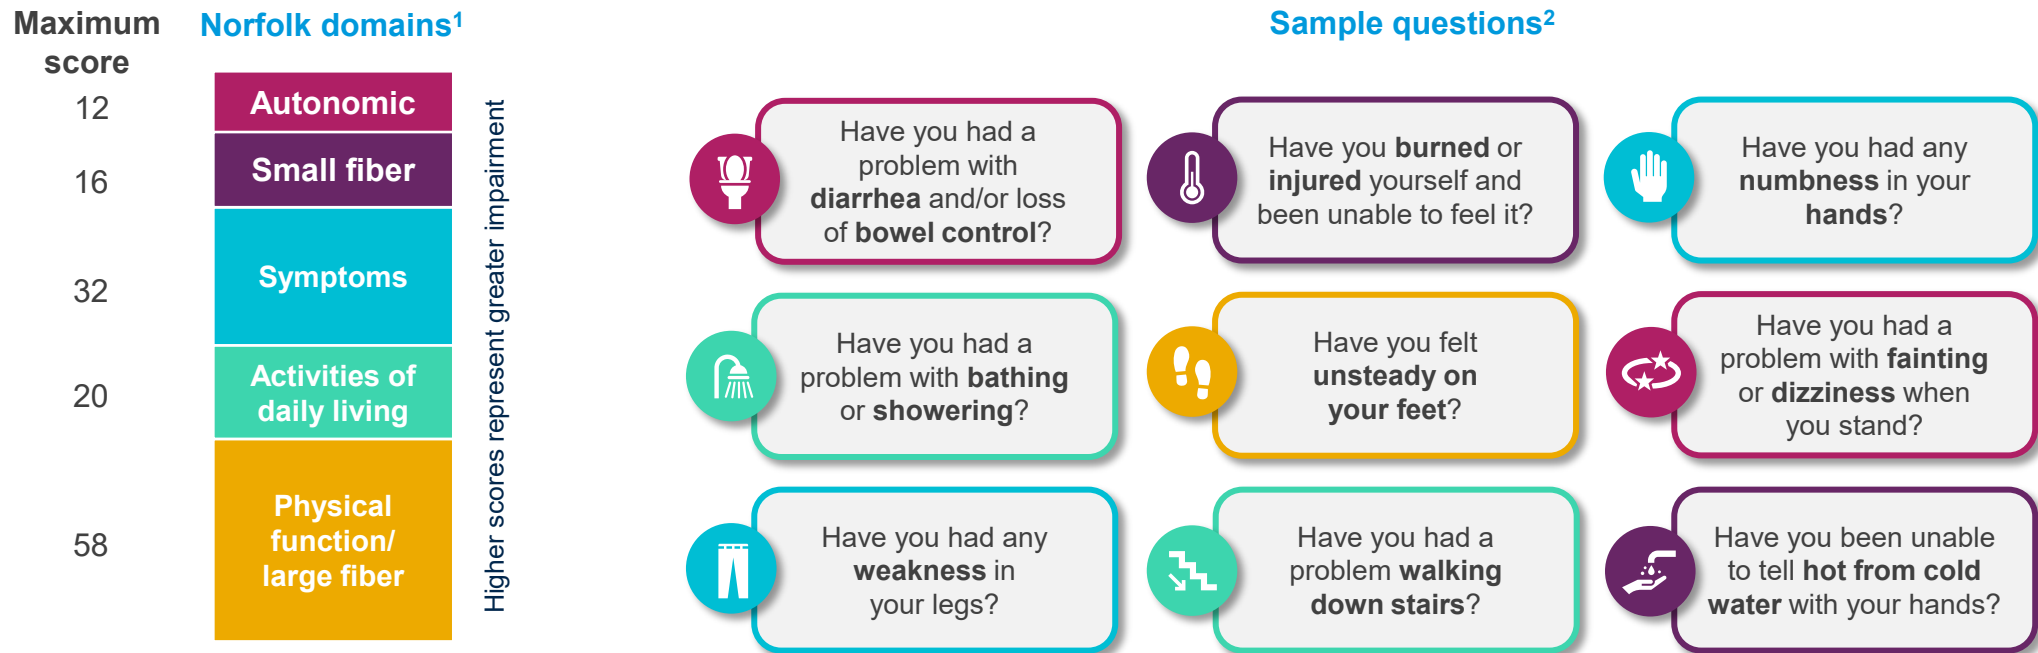 Maximum
score
Norfolk domains1
Sample questions2
12
Autonomic
16
Small fiber
32
Symptoms
20
Activities of
daily living
58
Physical
function/
large fiber
Higher scores represent greater impairment
Have you had a
problem with
diarrhea and/or loss
of bowel control?
Have you burned or
injured yourself and
been unable to feel it?
Have you had any
numbness in your
hands?
Have you had a
problem with bathing
or showering?
Have you felt
unsteady on
your feet?
Have you had a
problem with fainting
or dizziness when
you stand?
Have you had any
weakness in
your legs?
Have you had a
problem walking
down stairs?
Have you been unable
to tell hot from cold
water with your hands?